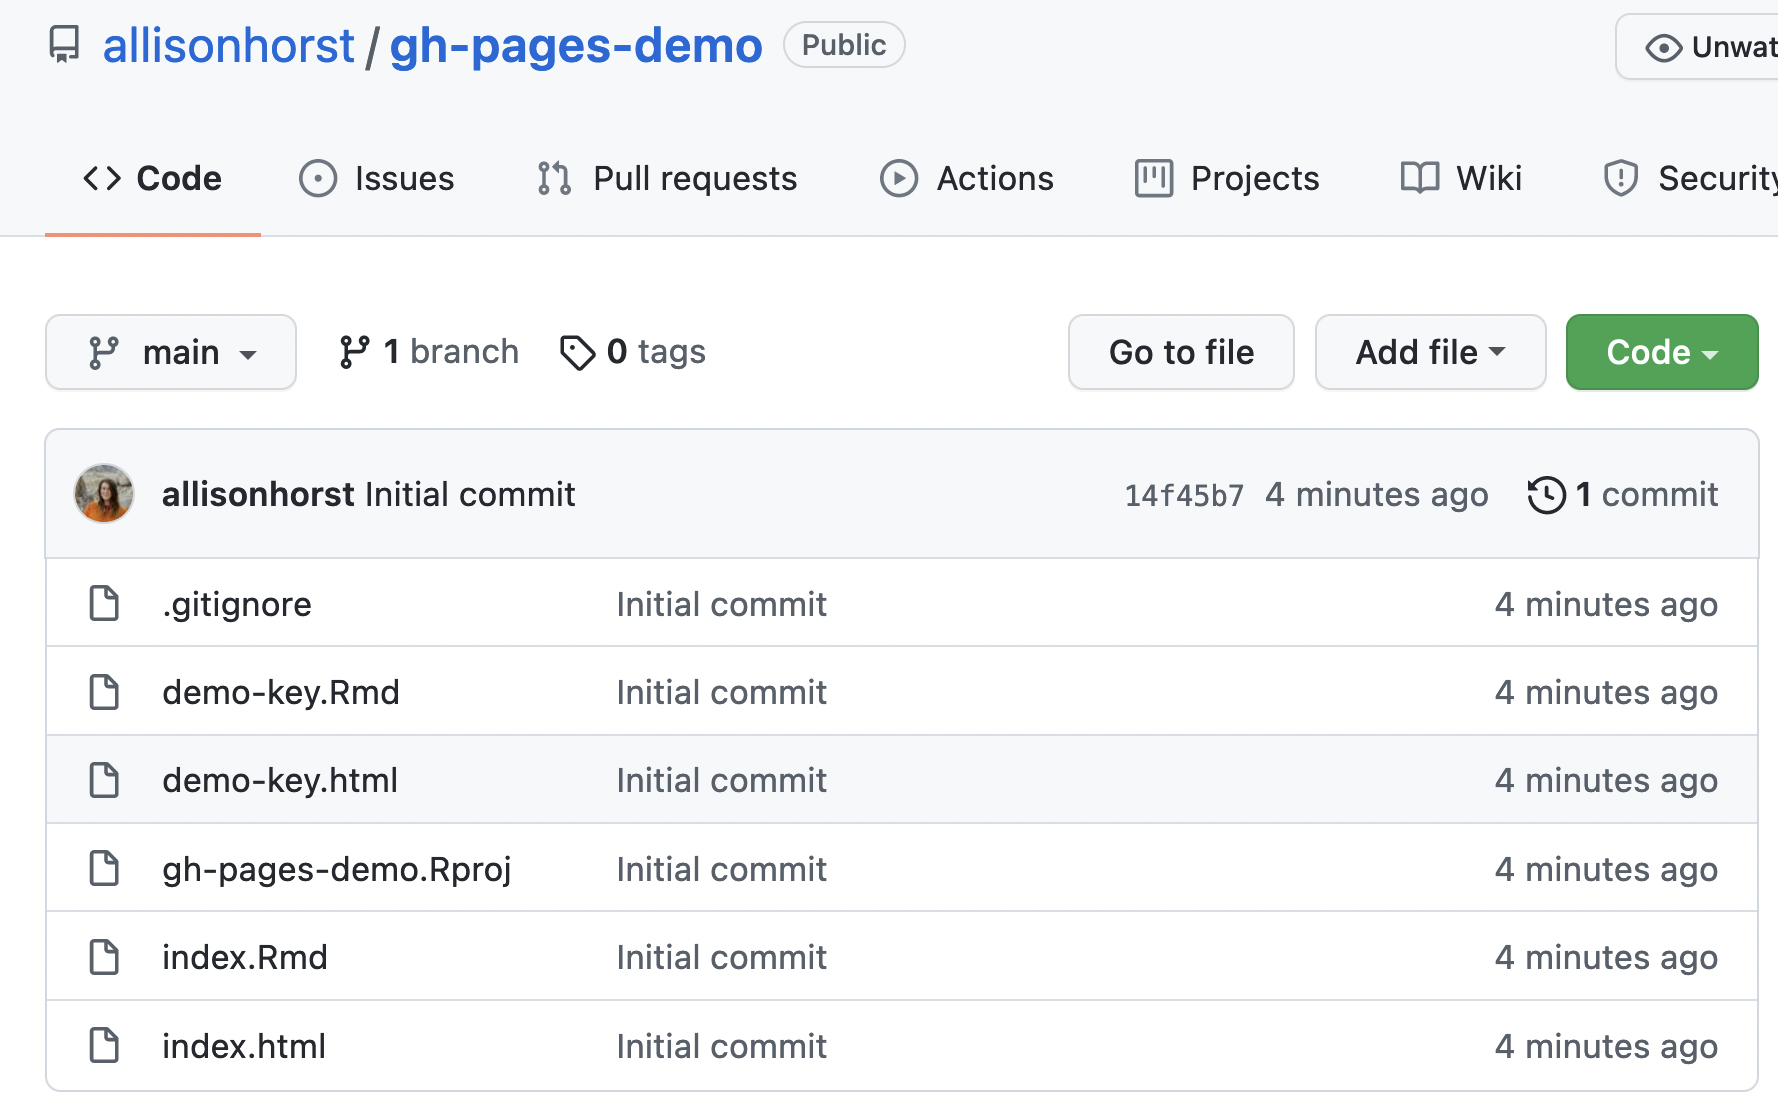 allisonhorst / gh-pages-demo Public Unwat
Code Issues Pull requests Actions Projects Wiki Security
main 1 branch 0 tags Go to file Add file Code
allisonhorst Initial commit 14f45b7 4 minutes ago 1 commit
.gitignore Initial commit 4 minutes ago
demo-key.Rmd Initial commit 4 minutes ago
demo-key.html Initial commit 4 minutes ago
gh-pages-demo.Rproj Initial commit 4 minutes ago
index.Rmd Initial commit 4 minutes ago
index.html Initial commit 4 minutes ago